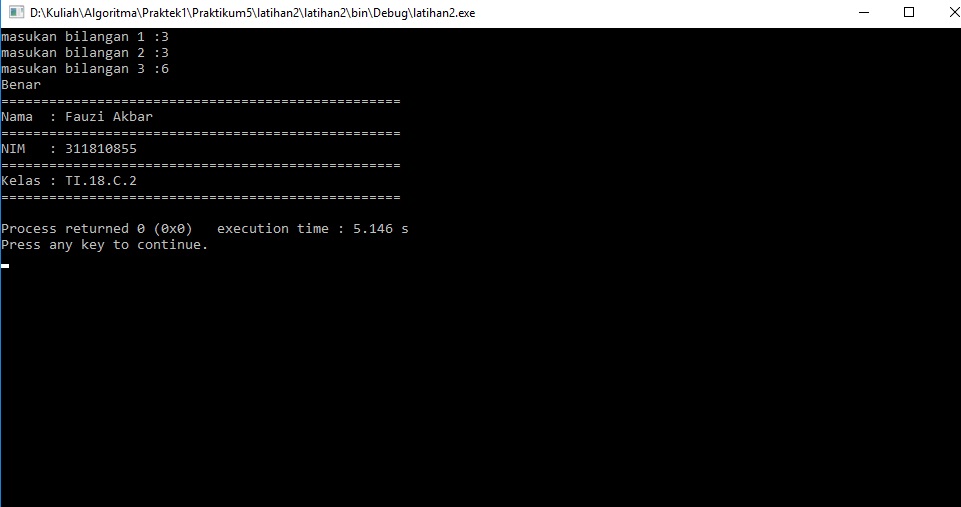 D:\Kuliah\Algoritma\Praktek1\Praktikum5\latihan2\latihan2\bin\Debug\latihan2.exe
masukan bilangan 1 :3
masukan bilangan 2 :3
masukan bilangan 3 :6
Benar
==================================================
Nama  : Fauzi Akbar
==================================================
NIM   : 311810855
==================================================
Kelas : TI.18.C.2
==================================================
Process returned 0 (0x0)   execution time : 5.146 s
Press any key to continue.